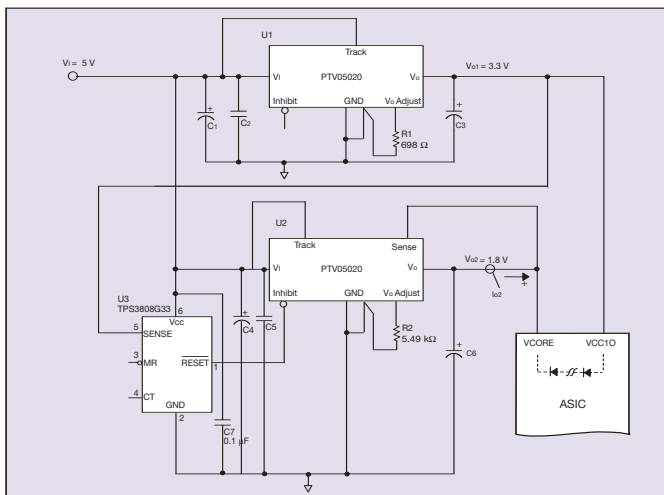 U1
Track
VI = 5 V
VI
PTV05020
Vo
Vo1 = 3.3 V
Inhibit
GND
Vo Adjust
C1
C2
R1
698 Ω
C3
U2
Track
Sense
VI
PTV05020
Vo
Vo2 = 1.8 V
Io2
Inhibit
GND
Vo Adjust
U3
TPS3808G33
6
Vcc
5
SENSE
3
MR
RESET
1
4
CT
GND
2
C4
C5
R2
5.49 kΩ
C6
C7
0.1 µF
VCORE
VCC1O
ASIC